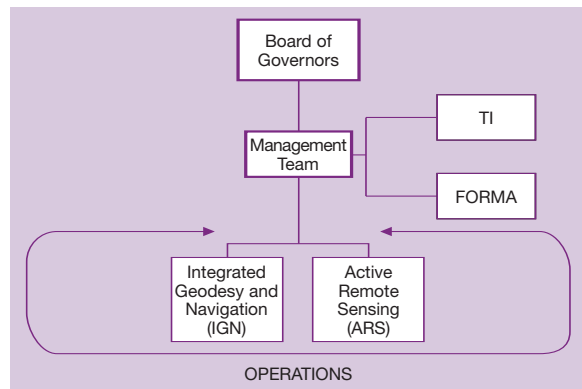 Board of
Governors
Management
Team
TI
FORMA
Integrated
Geodesy and
Navigation
(IGN)
Active
Remote
Sensing
(ARS)
OPERATIONS